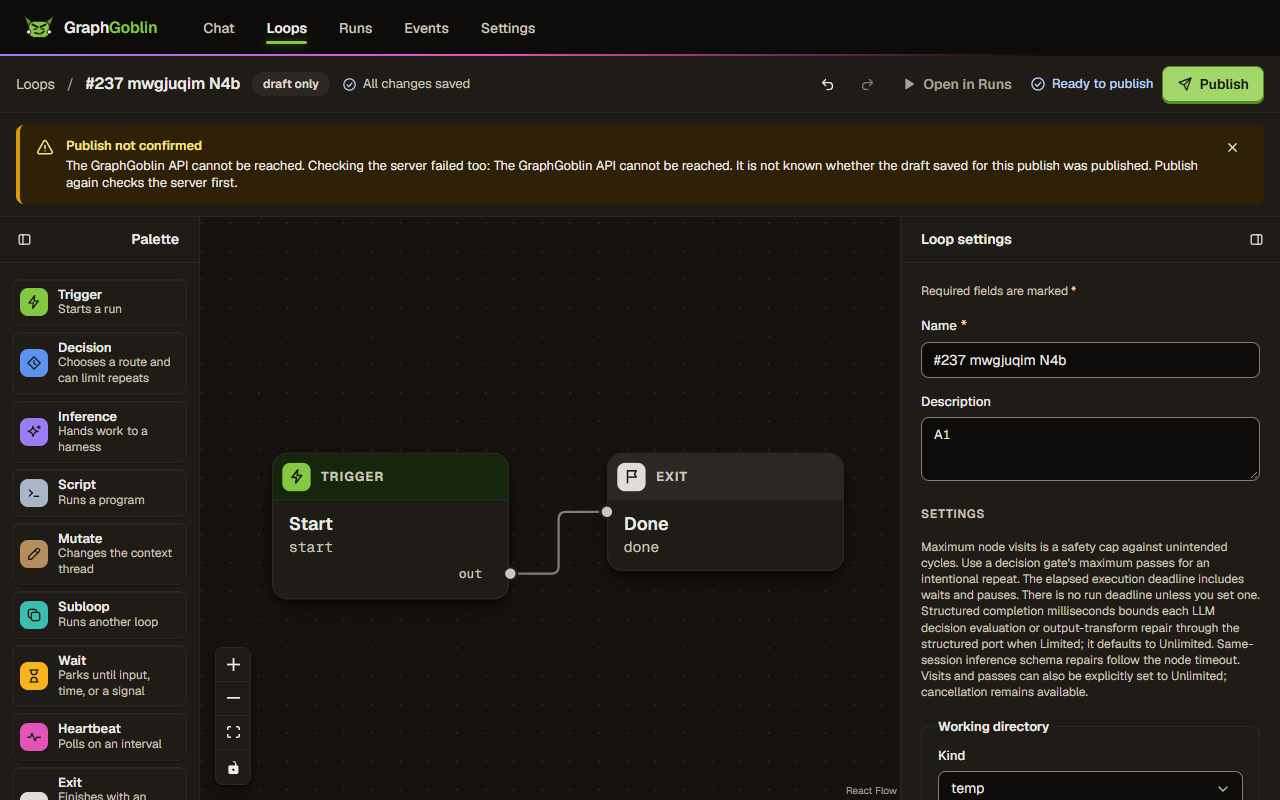 GraphGoblin Chat Loops Runs Events Settings
Loops / #237 mwgjuqim N4b draft only All changes saved Open in Runs Ready to publish Publish
Publish not confirmed
The GraphGoblin API cannot be reached. Checking the server failed too: The GraphGoblin API cannot be reached. It is not known whether the draft saved for this publish was published. Publish
again checks the server first.
Palette
Trigger
Starts a run
Decision
Chooses a route and
can limit repeats
Inference
Hands work to a
harness
Script
Runs a program
Mutate
Changes the context
thread
Subloop
Runs another loop
Wait
Parks until input,
time, or a signal
Heartbeat
Polls on an interval
Exit
Finishes with an
TRIGGER
Start
start
out
EXIT
Done
done
React Flow
Loop settings
Required fields are marked *
Name *
#237 mwgjuqim N4b
Description
A1
SETTINGS
Maximum node visits is a safety cap against unintended
cycles. Use a decision gate's maximum passes for an
intentional repeat. The elapsed execution deadline includes
waits and pauses. There is no run deadline unless you set one.
Structured completion milliseconds bounds each LLM
decision evaluation or output-transform repair through the
structured port when Limited; it defaults to Unlimited. Same-
session inference schema repairs follow the node timeout.
Visits and passes can also be explicitly set to Unlimited;
cancellation remains available.
Working directory
Kind
temp